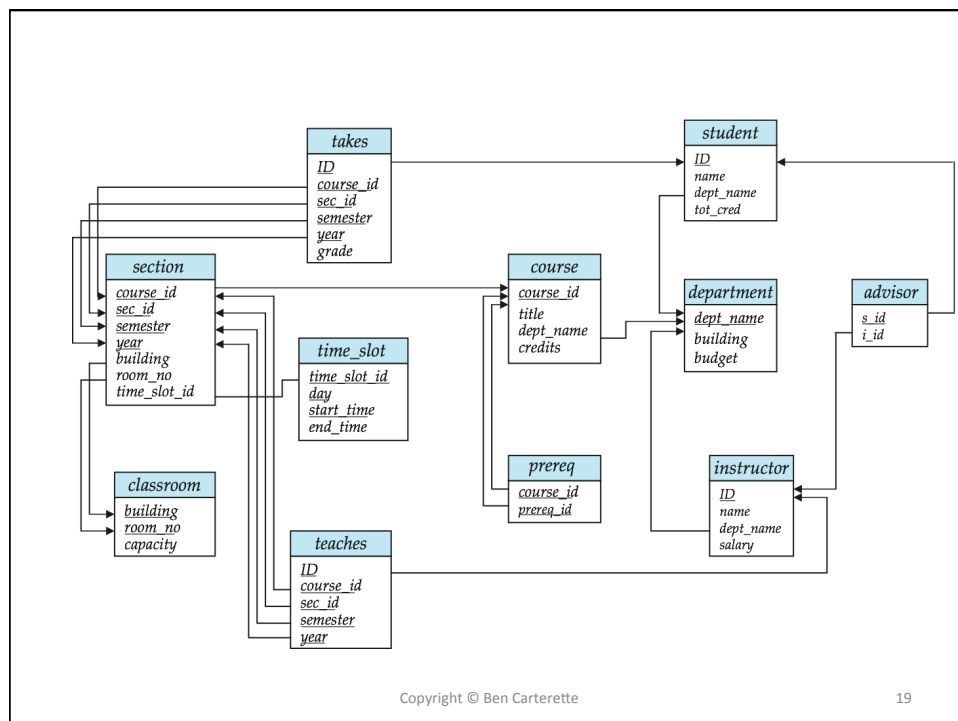 takes
ID
course_id
sec_id
semester
year
grade
student
ID
name
dept_name
tot_cred
section
course_id
sec_id
semester
year
building
room_no
time_slot_id
course
course_id
title
dept_name
credits
department
dept_name
building
budget
advisor
s_id
i_id
time_slot
time_slot_id
day
start_time
end_time
prereq
course_id
prereq_id
instructor
ID
name
dept_name
salary
classroom
building
room_no
capacity
teaches
ID
course_id
sec_id
semester
year
Copyright © Ben Carterette
19